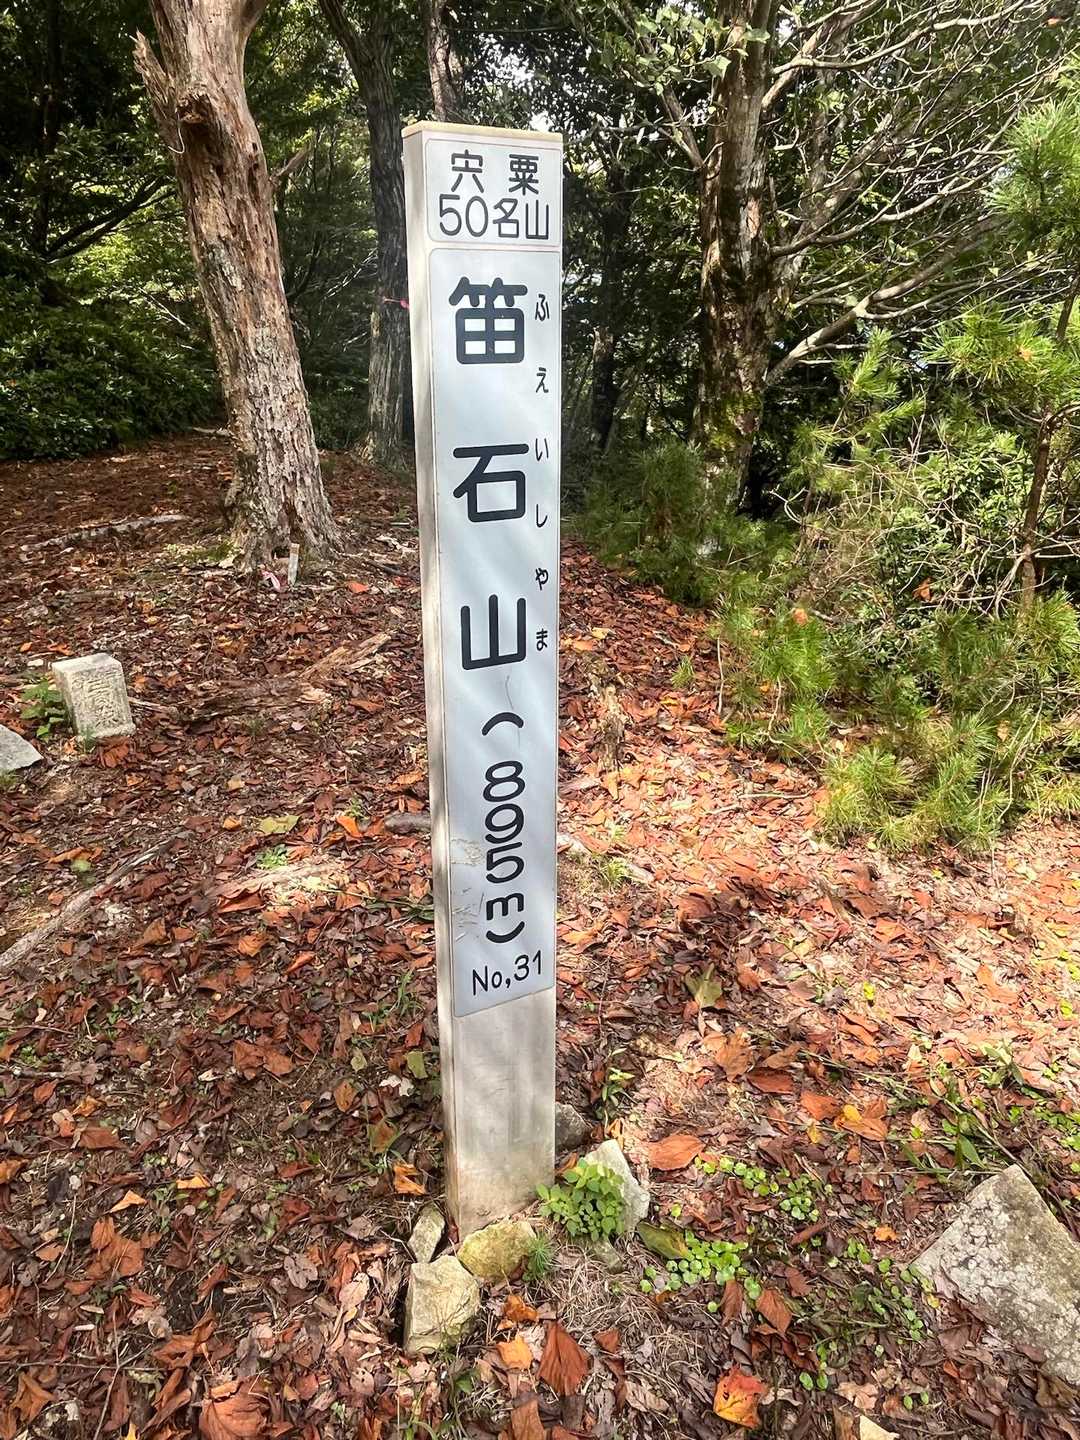 宍粟
50名山
笛石山(895m)
ふえいしやま
No,31